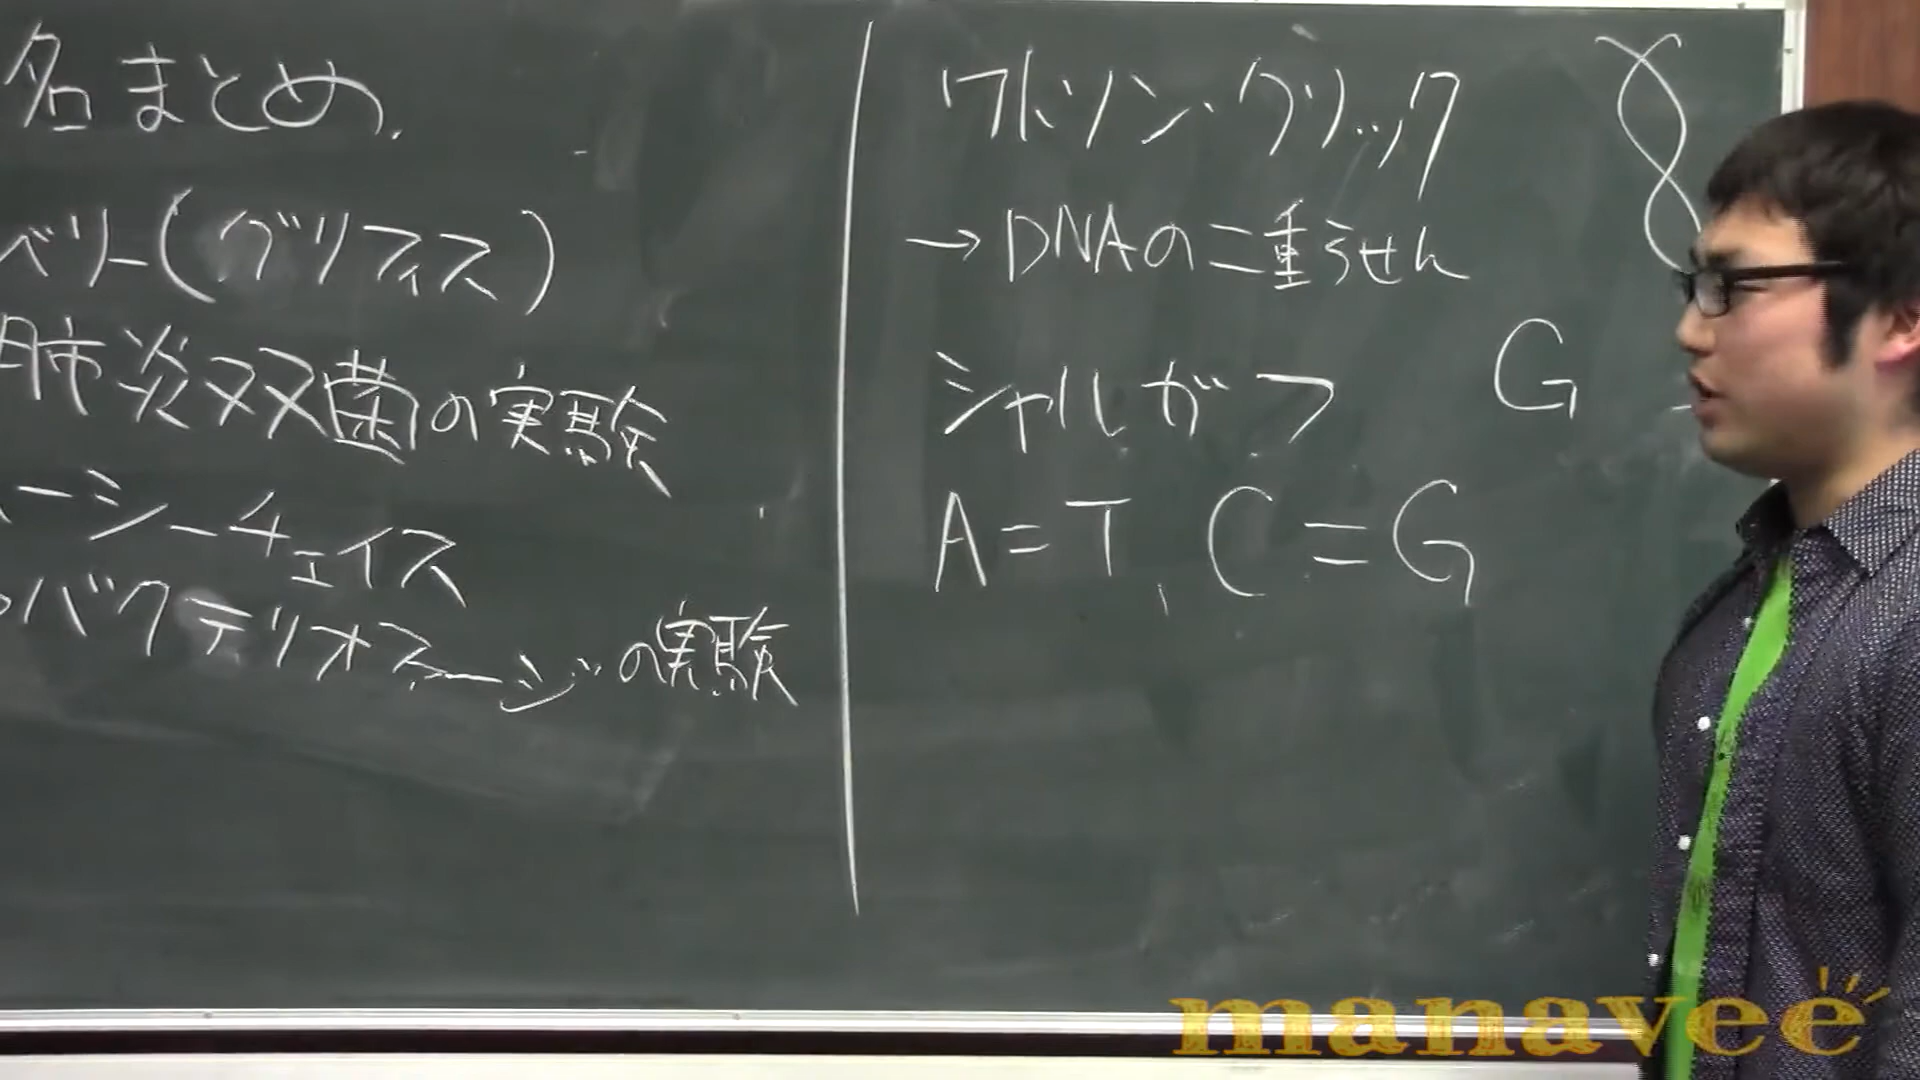 名まとめ.
ベリー(グリフィス)
肺炎双菌の実験
ーシーチェイス
バクテリオファージの実験
ワトソン・クリック
→DNAの二重らせん
シャルガフ
A=T, C=G
G
manavee